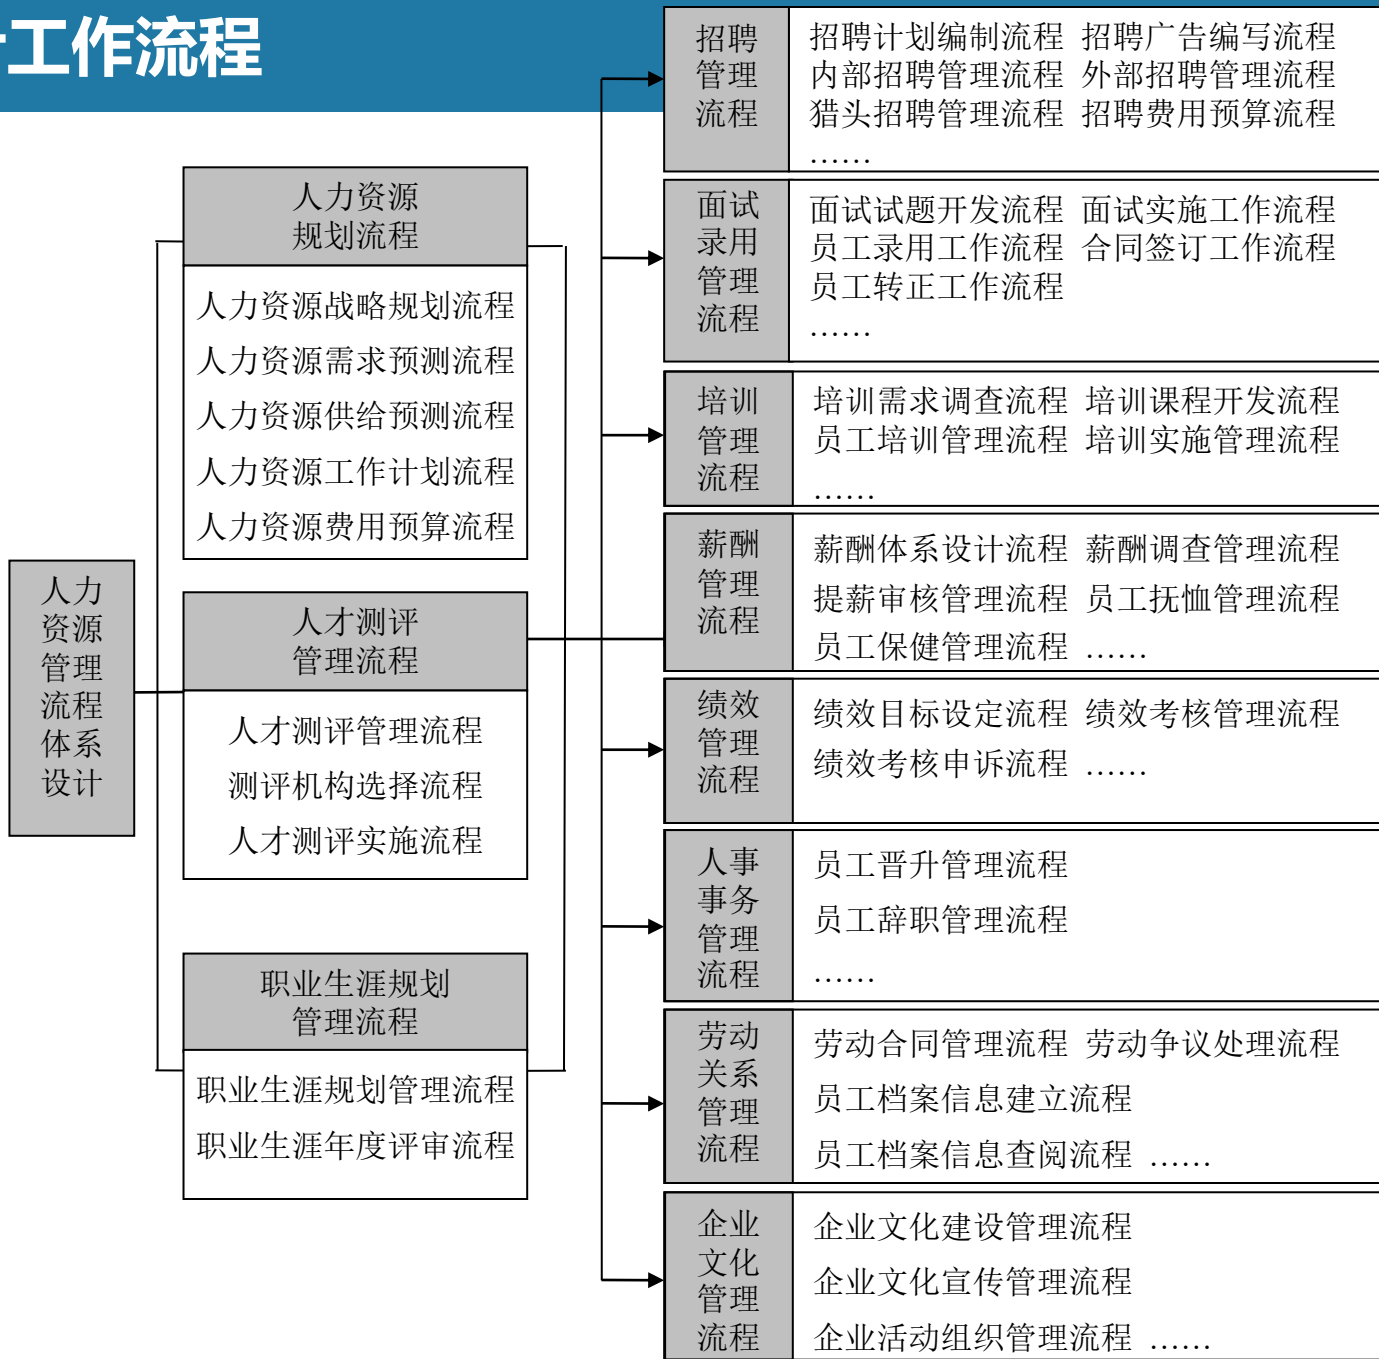 工作流程
人力
资源
管理
流程
体系
设计
人力资源
规划流程
人力资源战略规划流程
人力资源需求预测流程
人力资源供给预测流程
人力资源工作计划流程
人力资源费用预算流程
人才测评
管理流程
人才测评管理流程
测评机构选择流程
人才测评实施流程
职业生涯规划
管理流程
职业生涯规划管理流程
职业生涯年度评审流程
招聘
管理
流程
招聘计划编制流程 招聘广告编写流程
内部招聘管理流程 外部招聘管理流程
猎头招聘管理流程 招聘费用预算流程
……
面试
录用
管理
流程
面试试题开发流程 面试实施工作流程
员工录用工作流程 合同签订工作流程
员工转正工作流程
……
培训
管理
流程
培训需求调查流程 培训课程开发流程
员工培训管理流程 培训实施管理流程
……
薪酬
管理
流程
薪酬体系设计流程 薪酬调查管理流程
提薪审核管理流程 员工抚恤管理流程
员工保健管理流程 ……
绩效
管理
流程
绩效目标设定流程 绩效考核管理流程
绩效考核申诉流程 ……
人事
事务
管理
流程
员工晋升管理流程
员工辞职管理流程
……
劳动
关系
管理
流程
劳动合同管理流程 劳动争议处理流程
员工档案信息建立流程
员工档案信息查阅流程 ……
企业
文化
管理
流程
企业文化建设管理流程
企业文化宣传管理流程
企业活动组织管理流程 ……